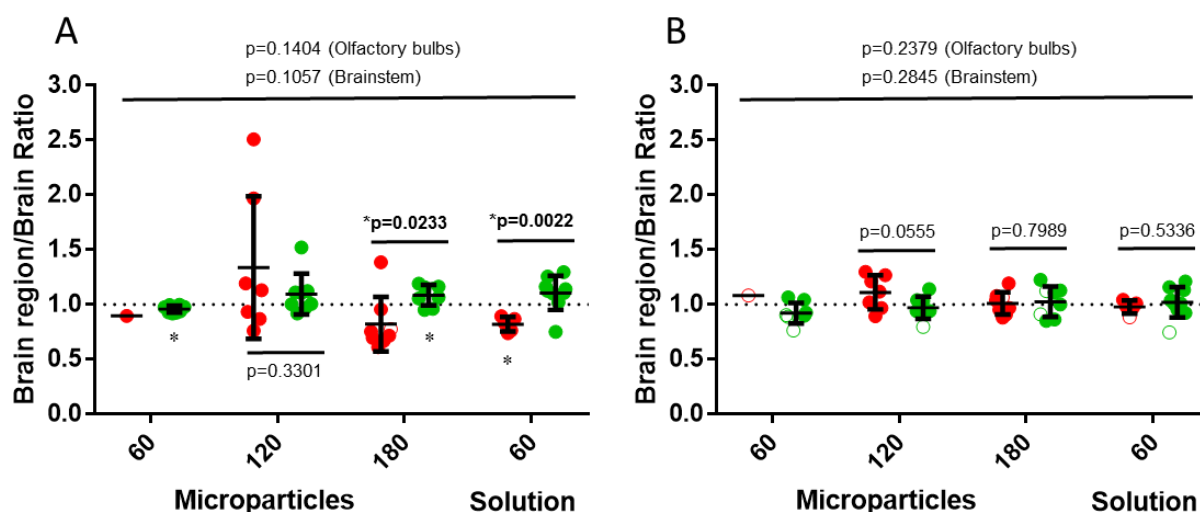 A
p=0.1404 (Olfactory bulbs)
p=0.1057 (Brainstem)
Brain region/Brain Ratio
3.0
2.5
2.0
1.5
1.0
0.5
0.0
*p=0.0233
*p=0.0022
*
*
*
p=0.3301
60
120
180
60
Microparticles
Solution
B
p=0.2379 (Olfactory bulbs)
p=0.2845 (Brainstem)
Brain region/Brain Ratio
3.0
2.5
2.0
1.5
1.0
0.5
0.0
p=0.0555
p=0.7989
p=0.5336
60
120
180
60
Microparticles
Solution